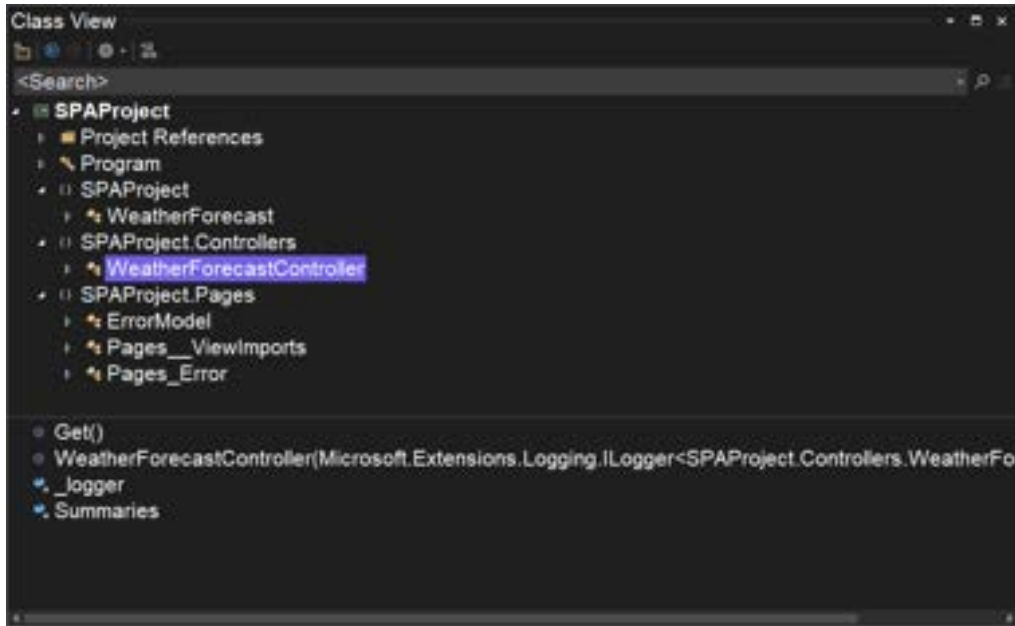 Class View
<Search>
SPAProject
Project References
Program
SPAProject
WeatherForecast
SPAProject.Controllers
WeatherForecastController
SPAProject.Pages
ErrorModel
Pages__ViewImports
Pages_Error
Get()
WeatherForecastController(Microsoft.Extensions.Logging.ILogger<SPAProject.Controllers.WeatherFo
_logger
Summaries